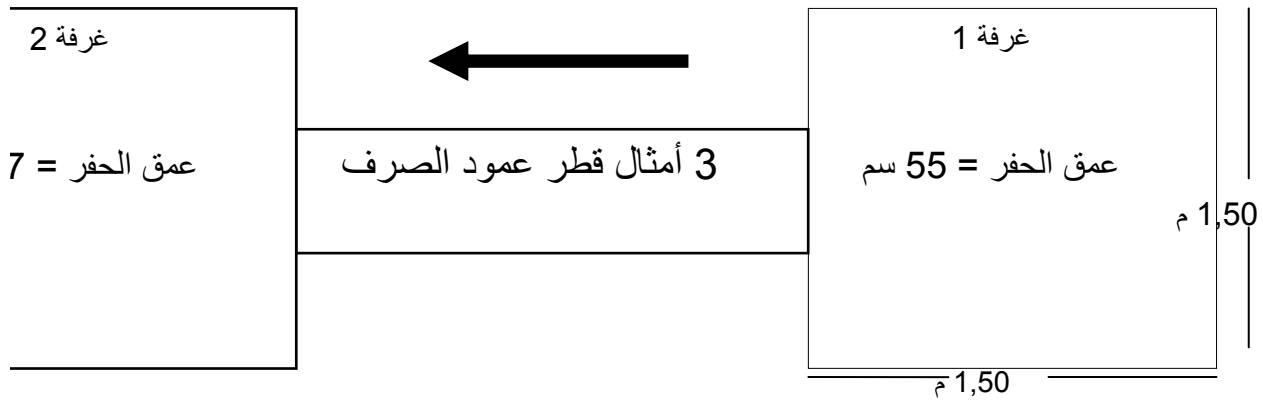 غرفة 1
غرفة 2
عمق الحفر = 55 سم
3 أمثال قطر عمود الصرف
عمق الحفر = 7
1,50 م
1,50 م